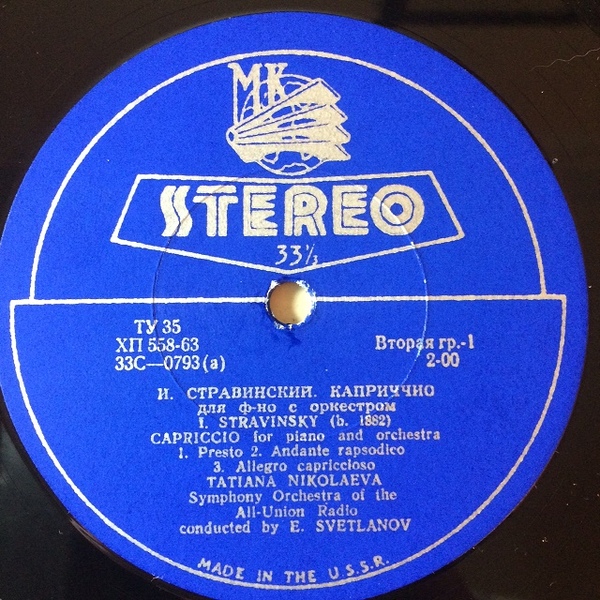 МК
STEREO
33⅓
ТУ 35
ХП 558-63
33С—0793(а)
Вторая гр.-1
2-00
И. СТРАВИНСКИЙ. КАПРИЧЧИО
для ф-но с оркестром
I. STRAVINSKY (b. 1882)
CAPRICCIO for piano and orchestra
1. Presto 2. Andante rapsodico
3. Allegro capriccioso
TATIANA NIKOLAEVA
Symphony Orchestra of the
All-Union Radio
conducted by E. SVETLANOV
MADE IN THE U.S.S.R.